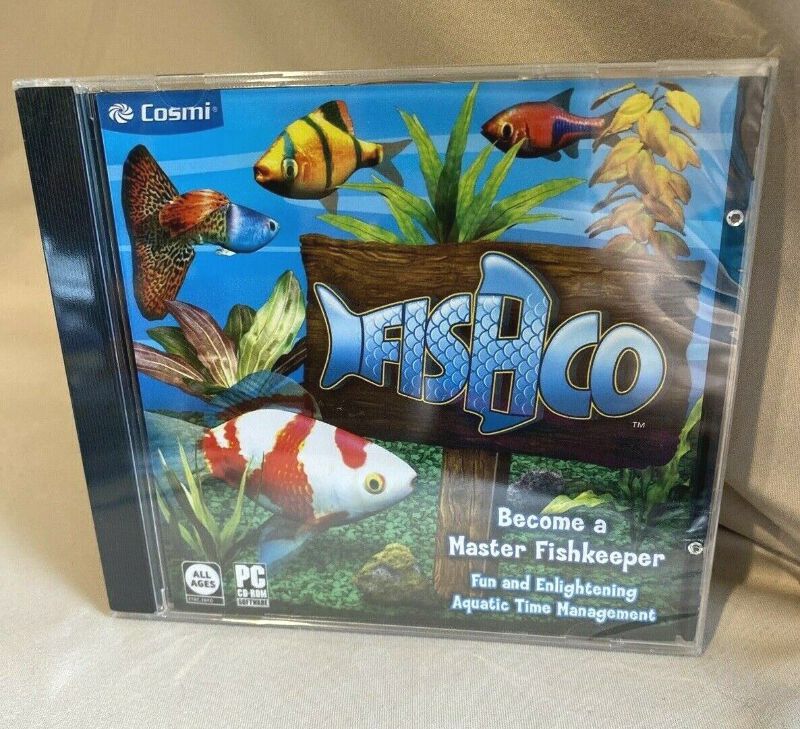 Cosmi®
FISHCO
™
Become a
Master Fishkeeper
Fun and Enlightening
Aquatic Time Management
ALL
AGES
PC
CD-ROM
SOFTWARE